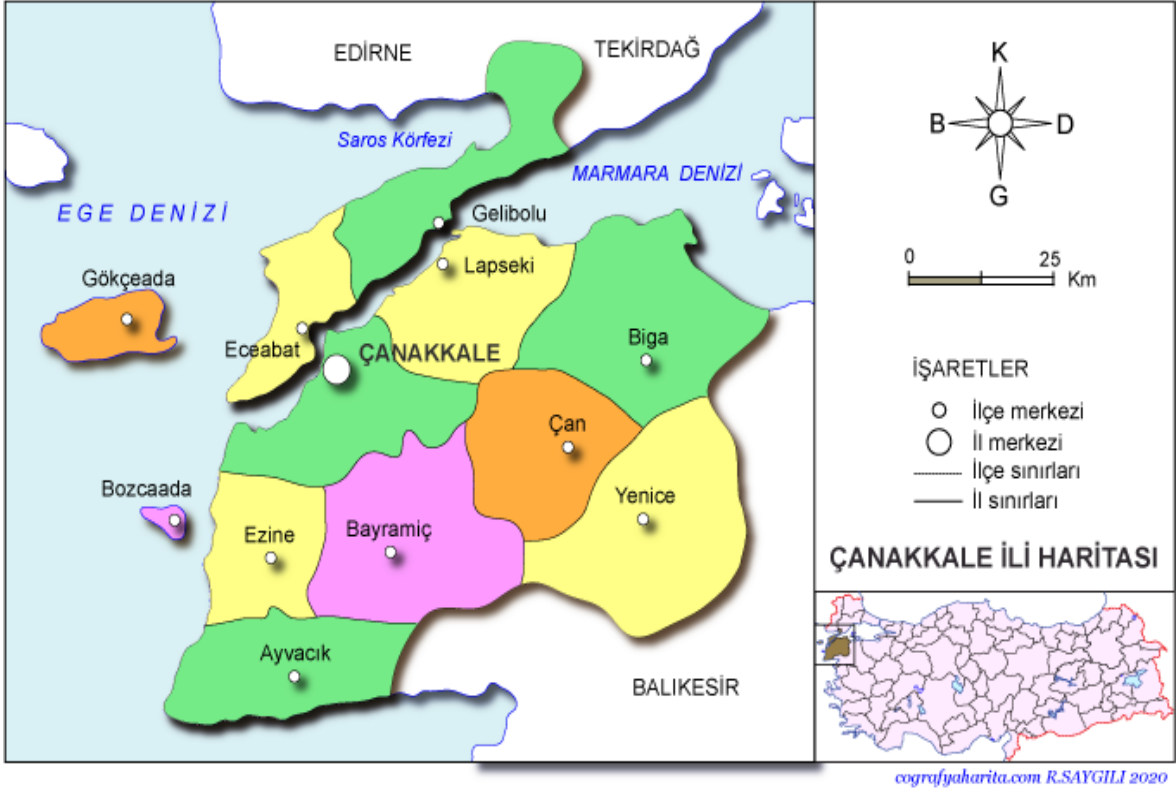 EDİRNE
TEKİRDAĞ
Saros Körfezi
MARMARA DENİZİ
EGE DENİZİ
Gelibolu
Lapseki
Gökçeada
Eceabat
ÇANAKKALE
Biga
Çan
Bozcaada
Ezine
Bayramiç
Yenice
Ayvacık
BALIKESİR
K
B D
G
0 25
Km
İŞARETLER
İlçe merkezi
İl merkezi
İlçe sınırları
İl sınırları
ÇANAKKALE İLİ HARİTASI
cografyaharita.com R.SAYGILI 2020